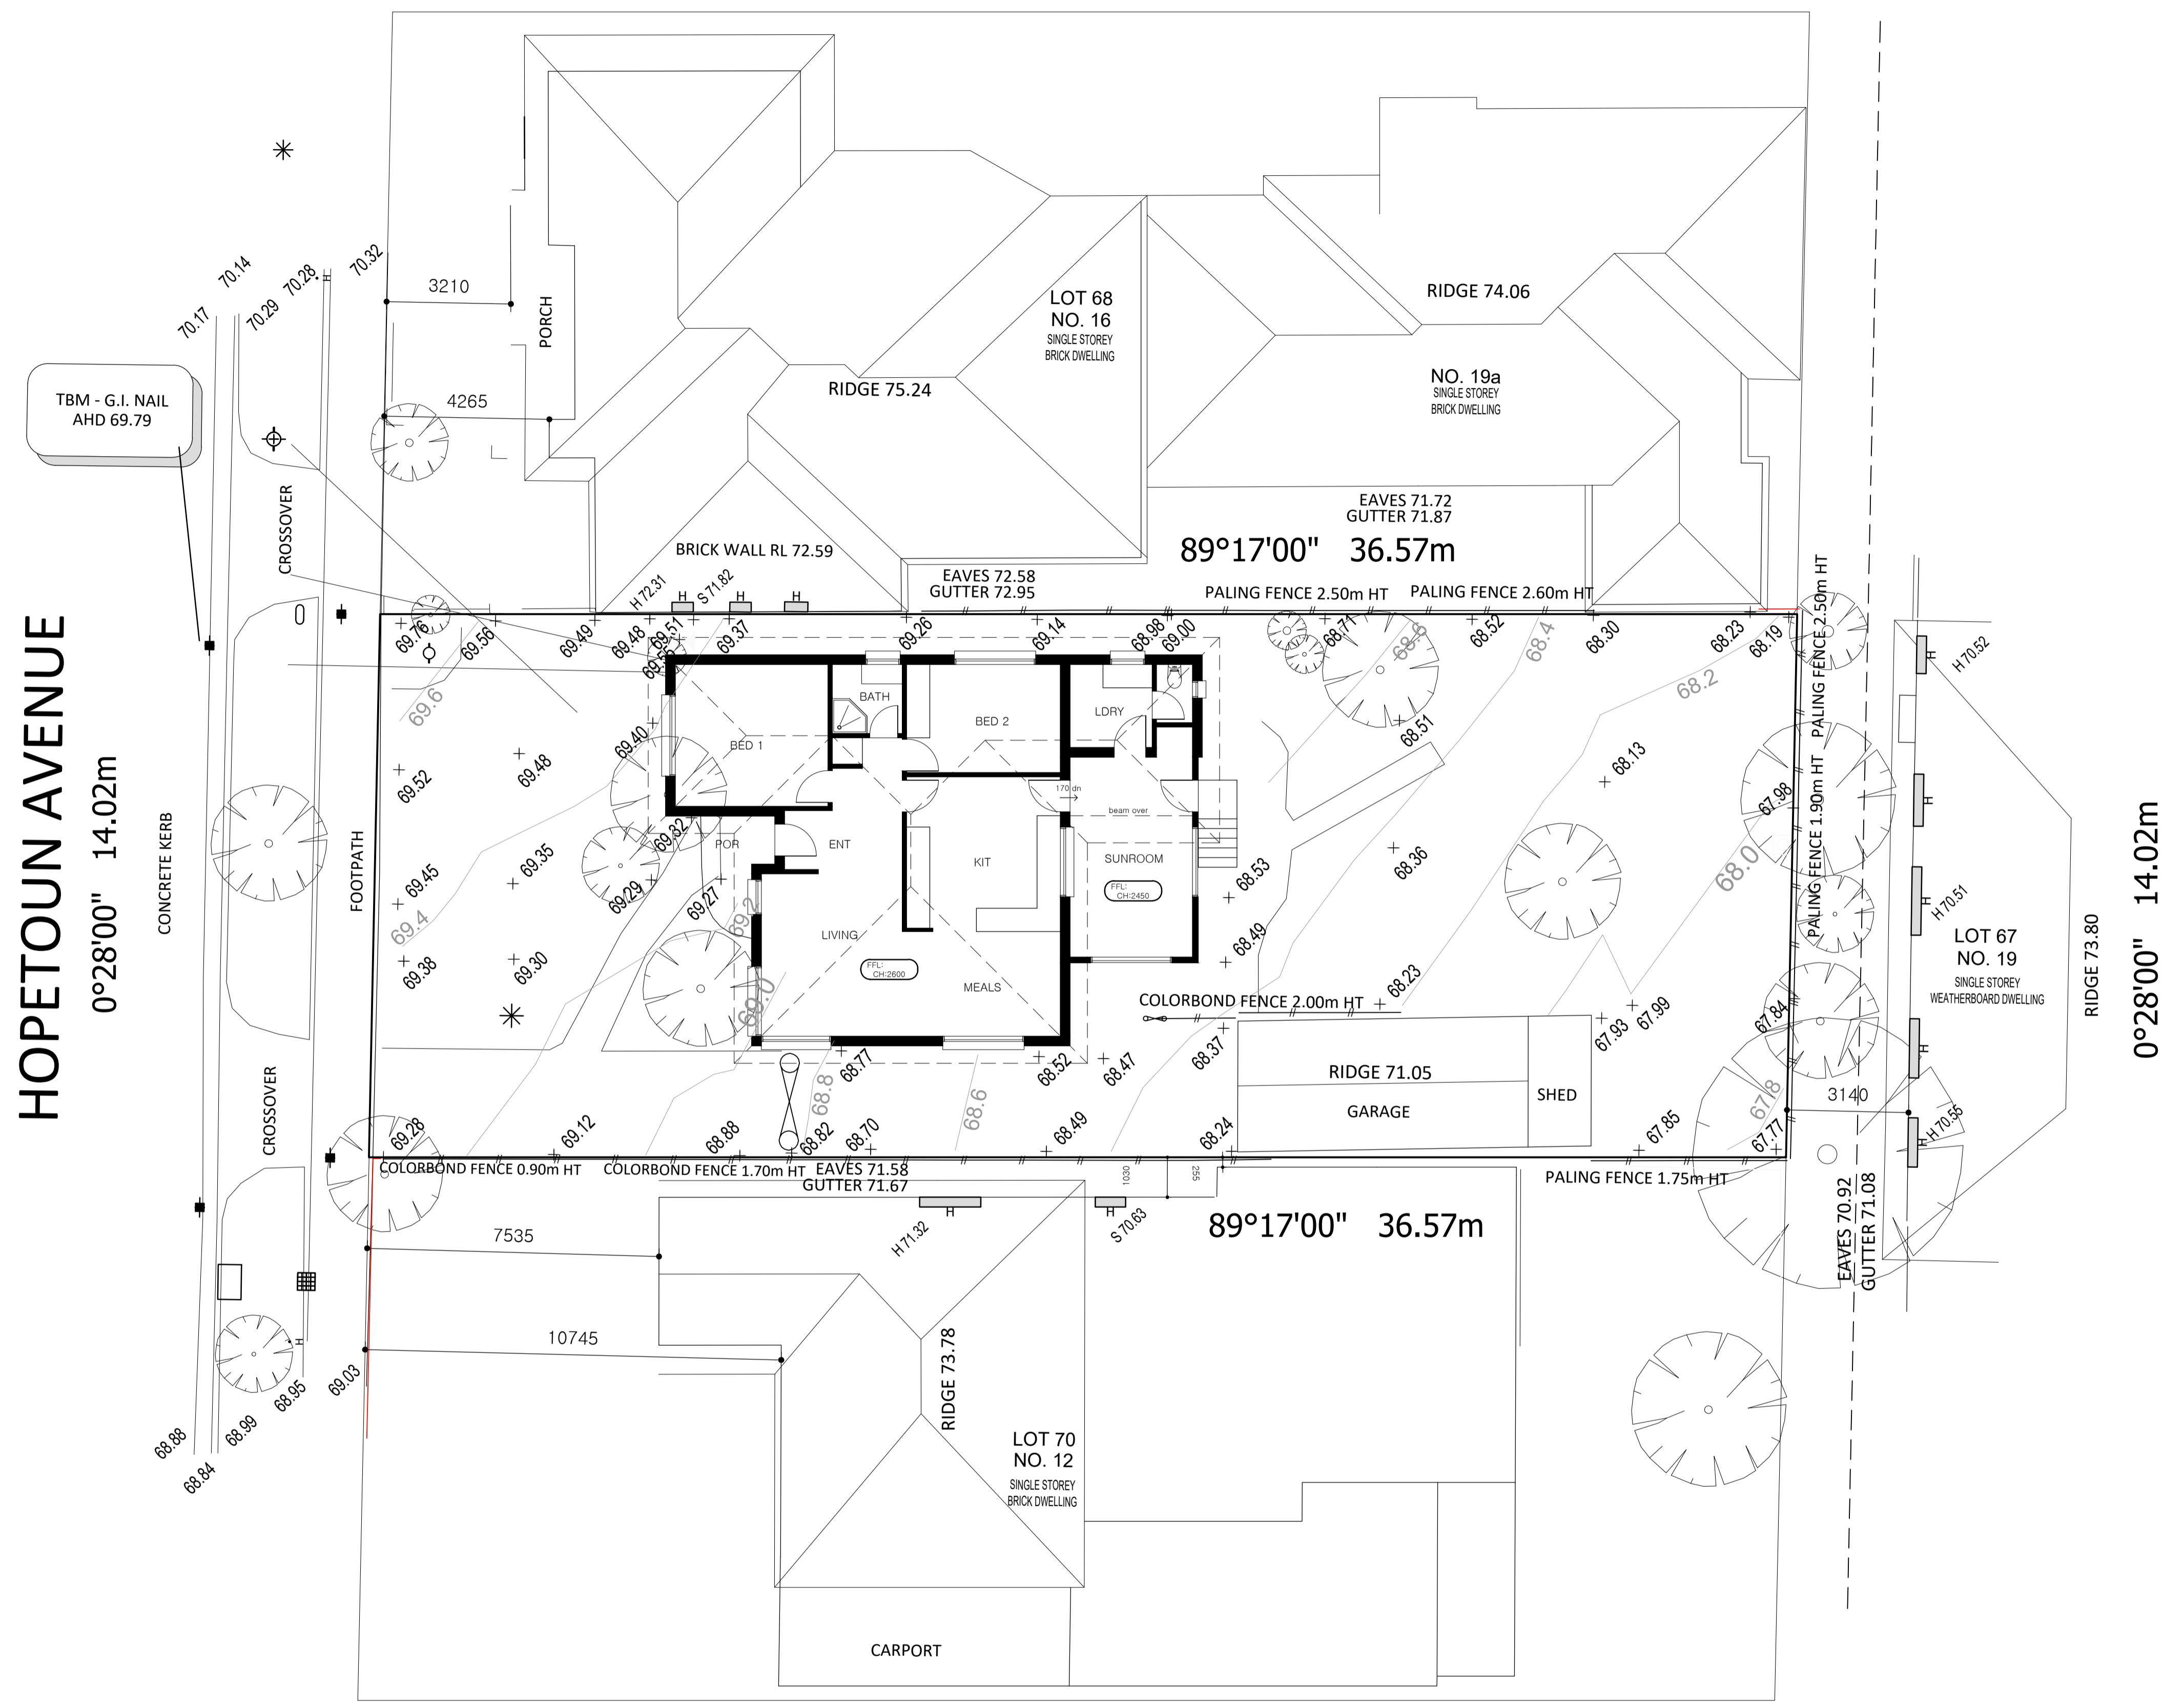 HOPETOUN AVENUE
0°28'00" 14.02m
CONCRETE KERB
FOOTPATH
CROSSOVER
CROSSOVER
TBM - G.I. NAIL
AHD 69.79
70.17
70.14
70.29
70.28
H
70.32
3210
4265
PORCH
LOT 68
NO. 16
SINGLE STOREY
BRICK DWELLING
RIDGE 75.24
RIDGE 74.06
NO. 19a
SINGLE STOREY
BRICK DWELLING
EAVES 71.72
GUTTER 71.87
89°17'00" 36.57m
BRICK WALL RL 72.59
EAVES 72.58
GUTTER 72.95
PALING FENCE 2.50m HT
PALING FENCE 2.60m HT
H 72.31
H
S 71.82
H
H
69.76
69.56
69.49
69.48
69.51
69.55
69.37
69.26
69.14
68.98
69.00
68.71
68.6
68.52
68.4
68.30
68.23
68.19
PALING FENCE 2.50m HT
PALING FENCE 1.90m HT
69.6
69.52
69.48
69.40
BED 1
BATH
BED 2
LDRY
170 dn
beam over
68.51
68.2
68.13
67.98
68.0
69.45
69.4
69.35
69.32
69.29
69.27
69.2
POR
ENT
KIT
SUNROOM
FFL:
CH:2450
68.53
68.36
68.49
69.38
69.30
69.0
LIVING
FFL:
CH:2600
MEALS
COLORBOND FENCE 2.00m HT
68.23
68.37
67.93
67.99
67.84
67.8
RIDGE 71.05
GARAGE
SHED
68.77
68.8
68.52
68.47
68.6
69.28
69.12
68.88
68.82
68.70
68.49
68.24
67.85
67.77
3140
COLORBOND FENCE 0.90m HT
COLORBOND FENCE 1.70m HT
EAVES 71.58
GUTTER 71.67
1030
255
PALING FENCE 1.75m HT
89°17'00" 36.57m
H
H 71.32
H
S 70.63
7535
10745
RIDGE 73.78
LOT 70
NO. 12
SINGLE STOREY
BRICK DWELLING
CARPORT
H
69.03
68.95
68.99
68.88
68.84
H
H 70.52
H
H
H 70.51
H
H
H 70.55
LOT 67
NO. 19
SINGLE STOREY
WEATHERBOARD DWELLING
RIDGE 73.80
EAVES 70.92
GUTTER 71.08
0°28'00" 14.02m